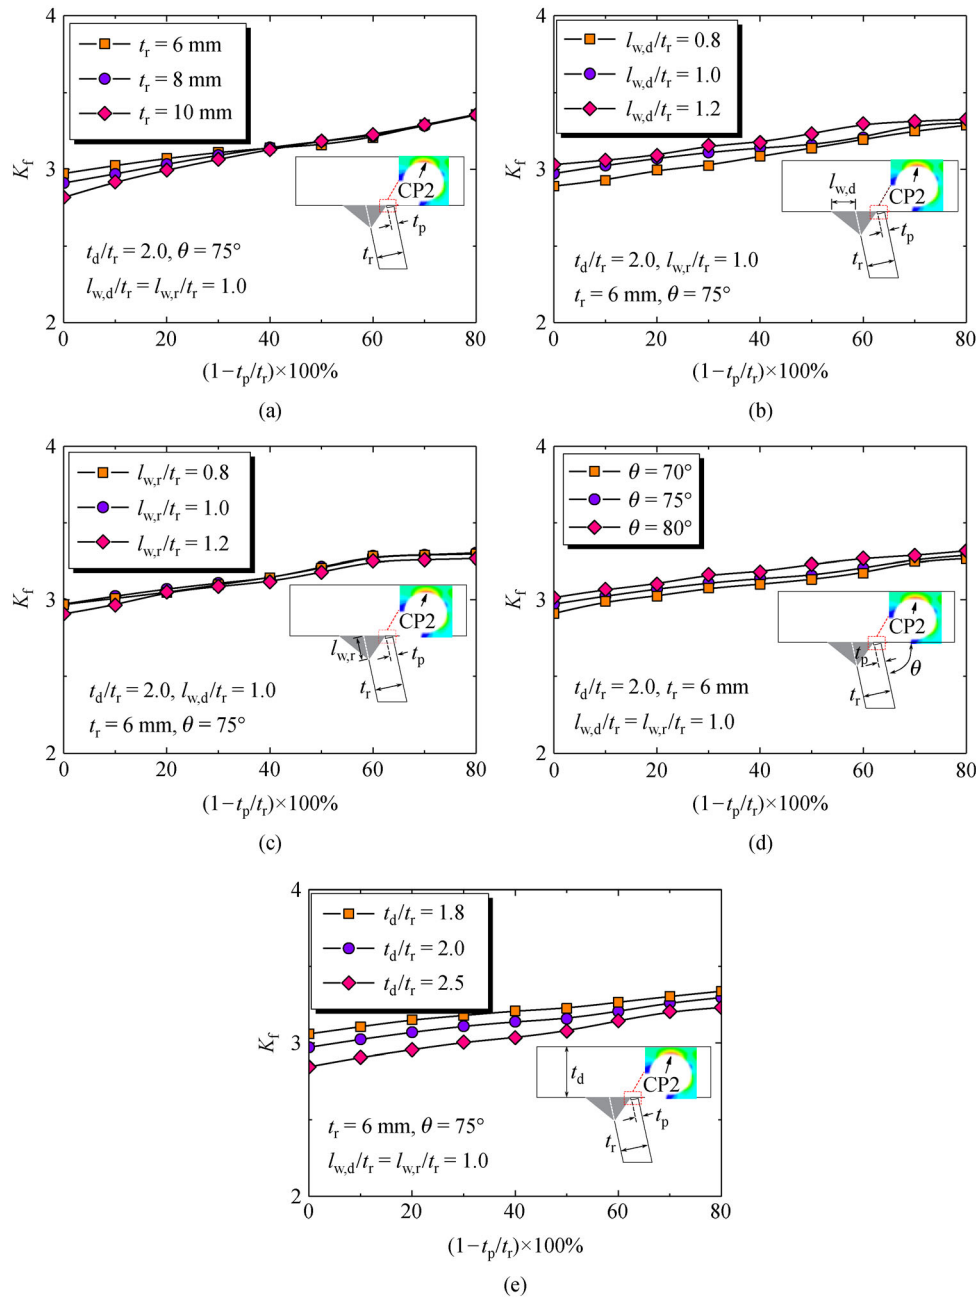 4
3
2
K_f
t_r = 6 mm
t_r = 8 mm
t_r = 10 mm
CP2
t_p
t_r
t_d/t_r = 2.0, θ = 75°
l_w,d/t_r = l_w,r/t_r = 1.0
0 20 40 60 80
(1−t_p/t_r)×100%
(a)
4
3
2
K_f
l_w,d/t_r = 0.8
l_w,d/t_r = 1.0
l_w,d/t_r = 1.2
l_w,d
CP2
t_p
t_r
t_d/t_r = 2.0, l_w,r/t_r = 1.0
t_r = 6 mm, θ = 75°
0 20 40 60 80
(1−t_p/t_r)×100%
(b)
4
3
2
K_f
l_w,r/t_r = 0.8
l_w,r/t_r = 1.0
l_w,r/t_r = 1.2
CP2
l_w,r
t_p
t_r
t_d/t_r = 2.0, l_w,d/t_r = 1.0
t_r = 6 mm, θ = 75°
0 20 40 60 80
(1−t_p/t_r)×100%
(c)
4
3
2
K_f
θ = 70°
θ = 75°
θ = 80°
CP2
t_p
θ
t_r
t_d/t_r = 2.0, t_r = 6 mm
l_w,d/t_r = l_w,r/t_r = 1.0
0 20 40 60 80
(1−t_p/t_r)×100%
(d)
4
3
2
K_f
t_d/t_r = 1.8
t_d/t_r = 2.0
t_d/t_r = 2.5
t_d
CP2
t_p
t_r
t_r = 6 mm, θ = 75°
l_w,d/t_r = l_w,r/t_r = 1.0
0 20 40 60 80
(1−t_p/t_r)×100%
(e)